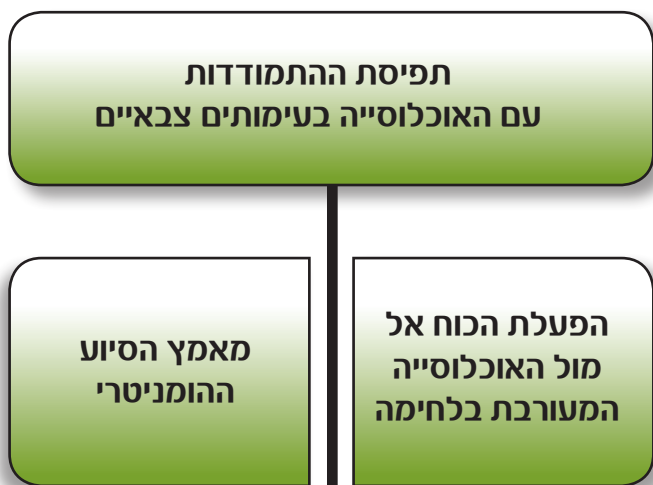 תפיסת ההתמודדות
עם האוכלוסייה בעימותים צבאיים
הפעלת הכוח אל
מול האוכלוסייה
המעורבת בלחימה
מאמץ הסיוע
ההומניטרי